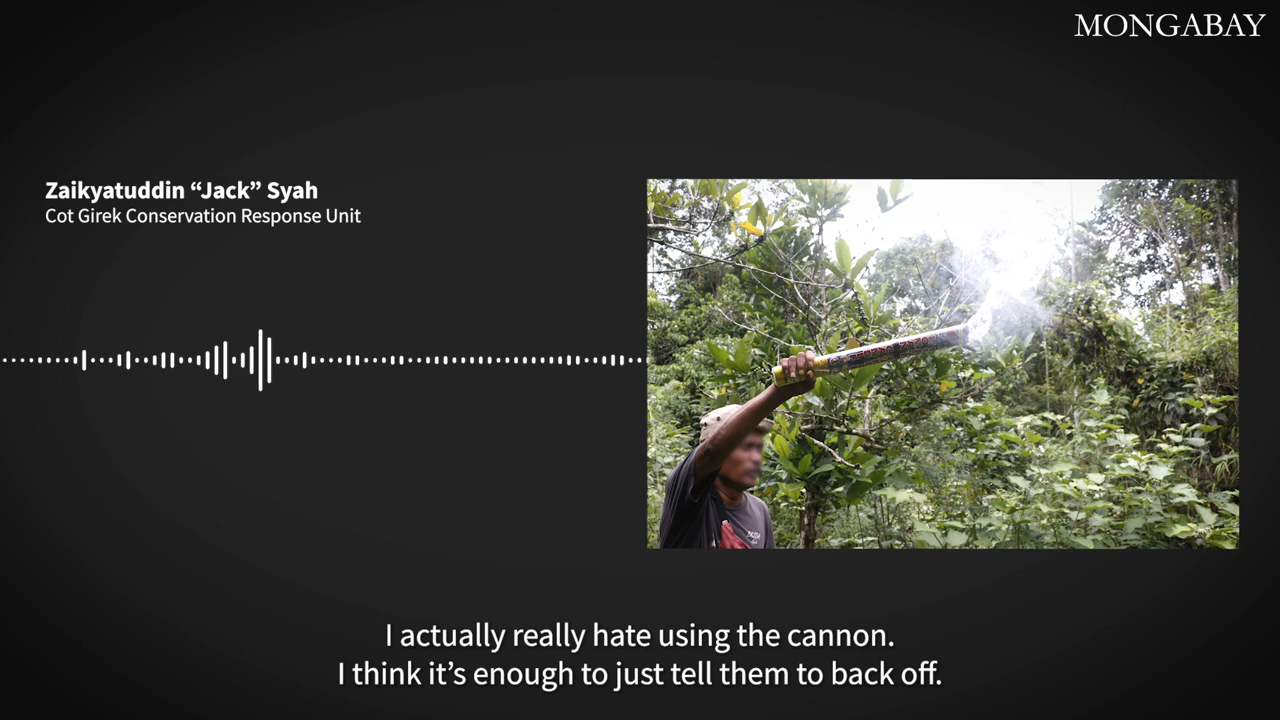 MONGABAY
Zaikyatuddin “Jack” Syah
Cot Girek Conservation Response Unit
I actually really hate using the cannon.
I think it’s enough to just tell them to back off.